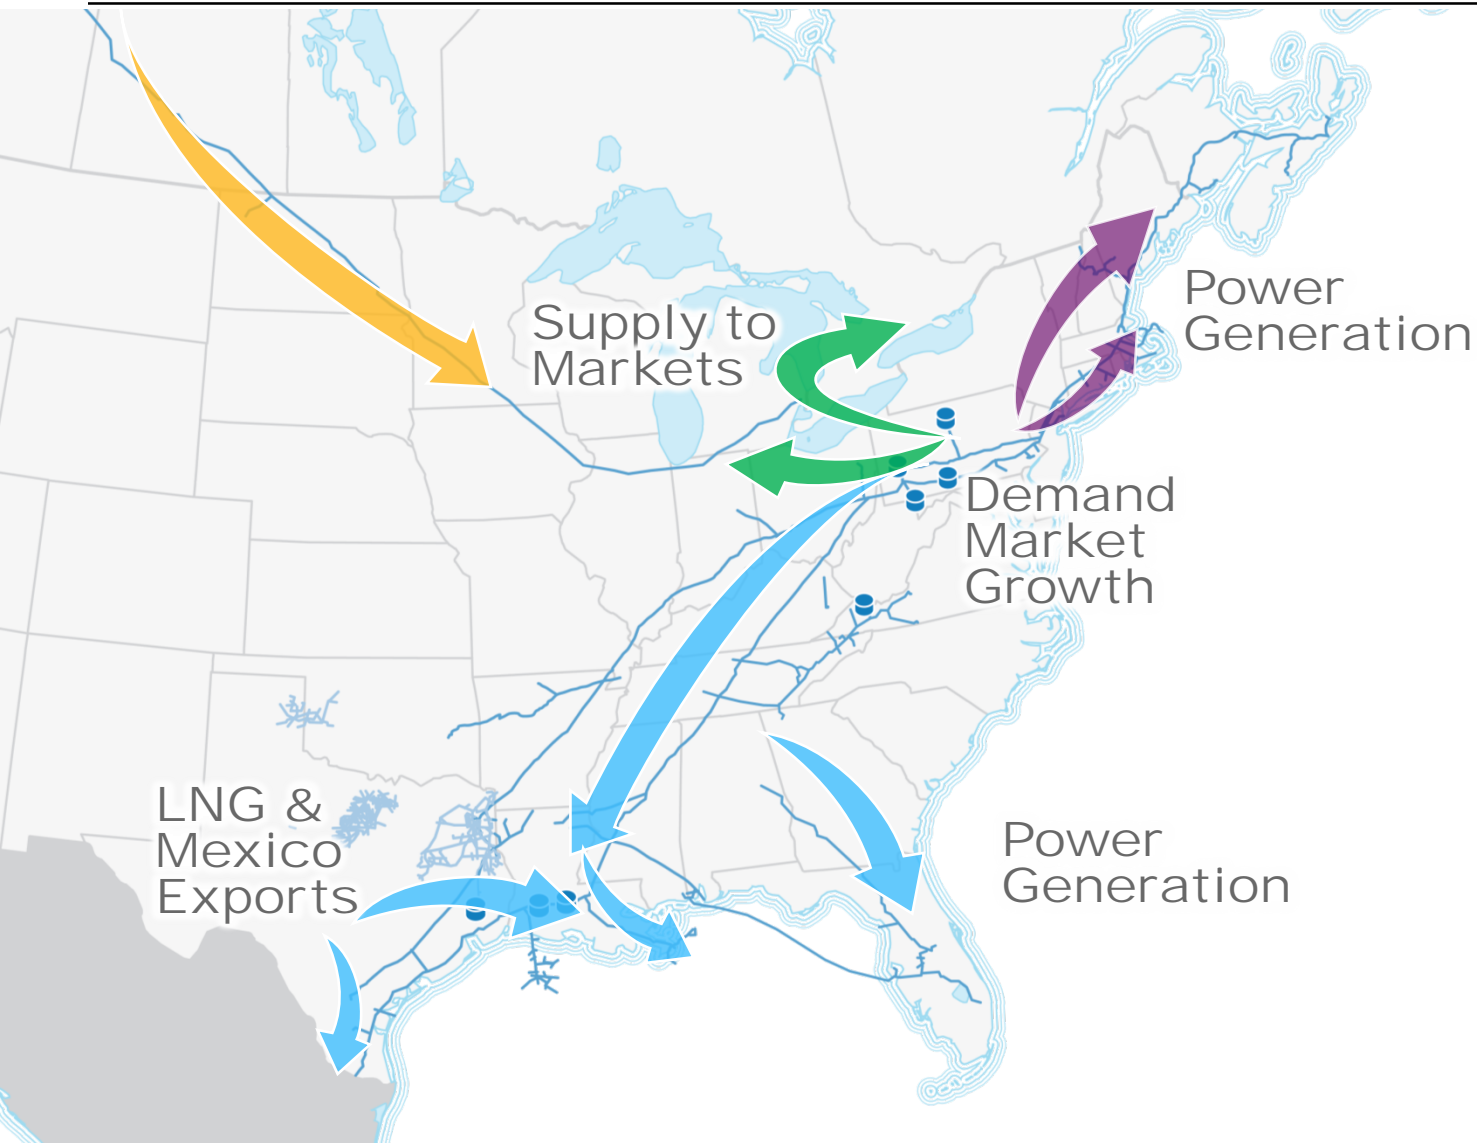 Supply to
Markets
Power
Generation
Demand
Market
Growth
LNG &
Mexico
Exports
Power
Generation